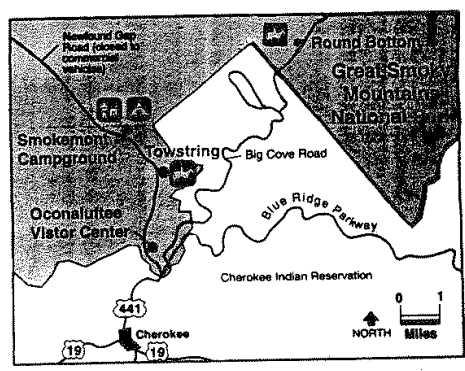 Newfound Gap
Road (closed to
commercial
vehicles)
Round Bottom
Great Smoky
Mountains
National
Smokemont
Campground
Towstring
Big Cove Road
Oconaluftee
Vistor Center
Blue Ridge Parkway
Cherokee Indian Reservation
441
Cherokee
19
19
0 1
Miles
NORTH